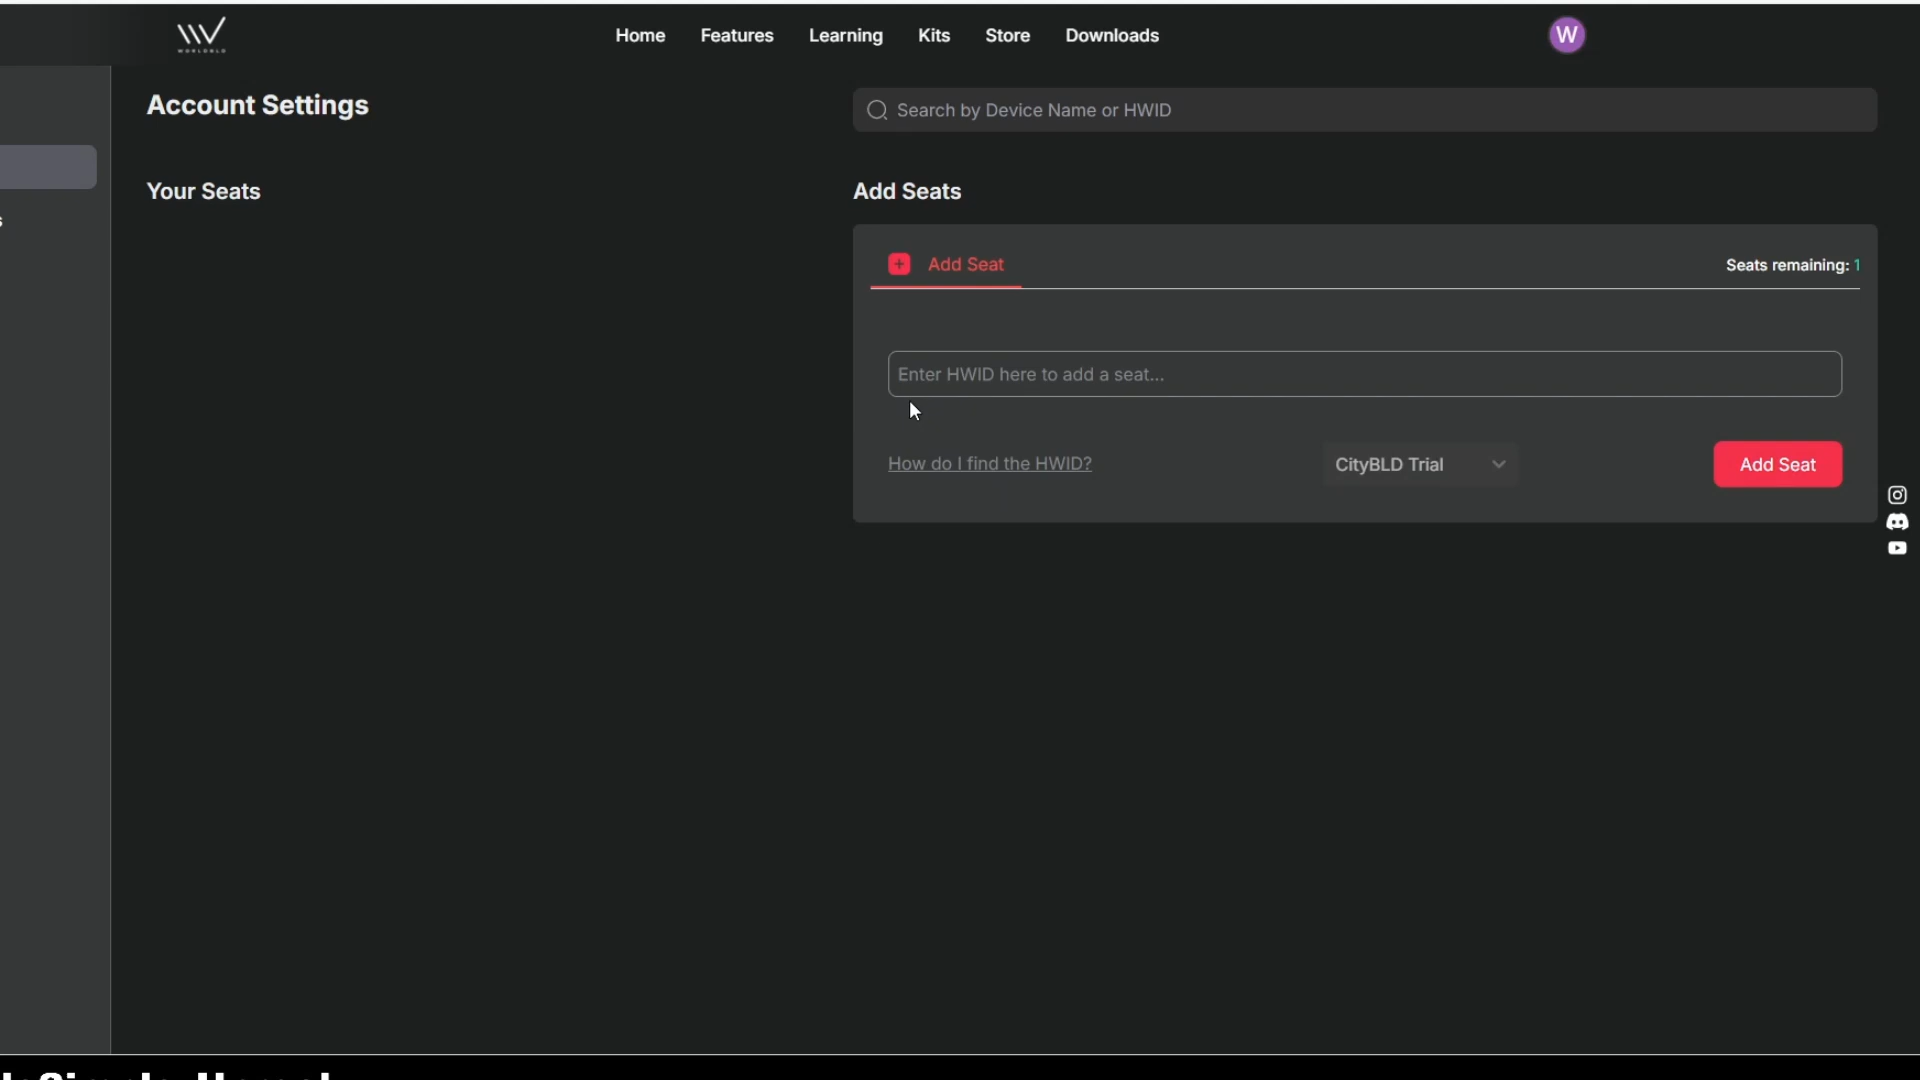 WORLDBLD
Home Features Learning Kits Store Downloads
W
Account Settings
Search by Device Name or HWID
Your Seats
Add Seats
Add Seat
Seats remaining: 1
Enter HWID here to add a seat...
How do I find the HWID?
CityBLD Trial
Add Seat